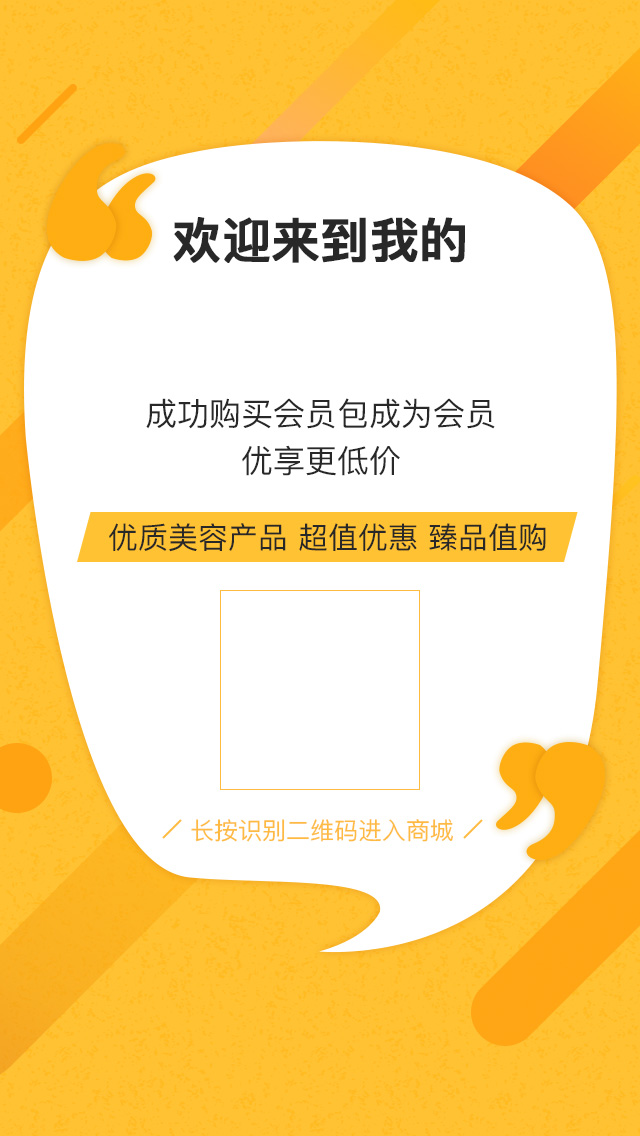 欢迎来到我的
成功购买会员包成为会员
优享更低价
优质美容产品 超值优惠 臻品值购
长按识别二维码进入商城